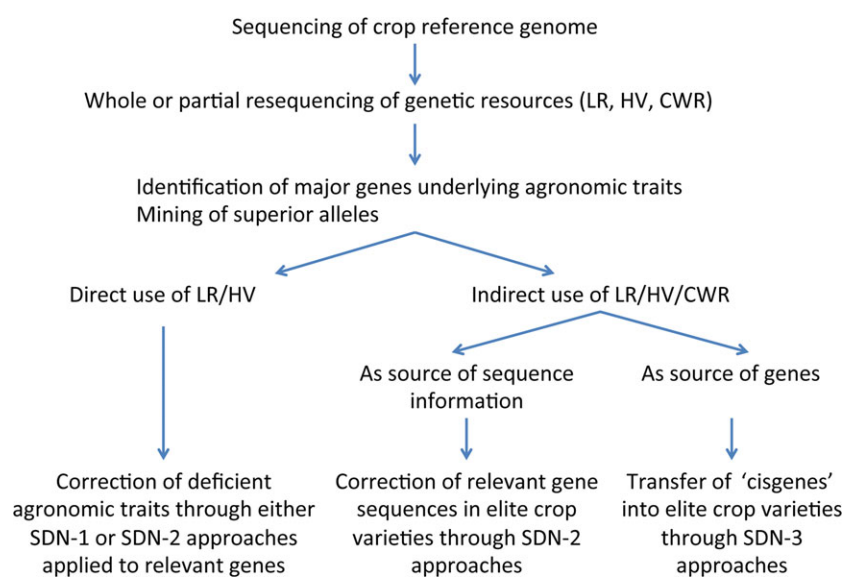 Sequencing of crop reference genome
Whole or partial resequencing of genetic resources (LR, HV, CWR)
Identification of major genes underlying agronomic traits
Mining of superior alleles
Direct use of LR/HV
Indirect use of LR/HV/CWR
As source of sequence
information
As source of genes
Correction of deficient
agronomic traits through either
SDN-1 or SDN-2 approaches
applied to relevant genes
Correction of relevant gene
sequences in elite crop
varieties through SDN-2
approaches
Transfer of ‘cisgenes’
into elite crop varieties
through SDN-3
approaches